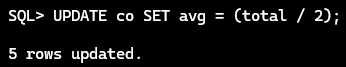 SQL> UPDATE co SET avg = (total / 2);
5 rows updated.